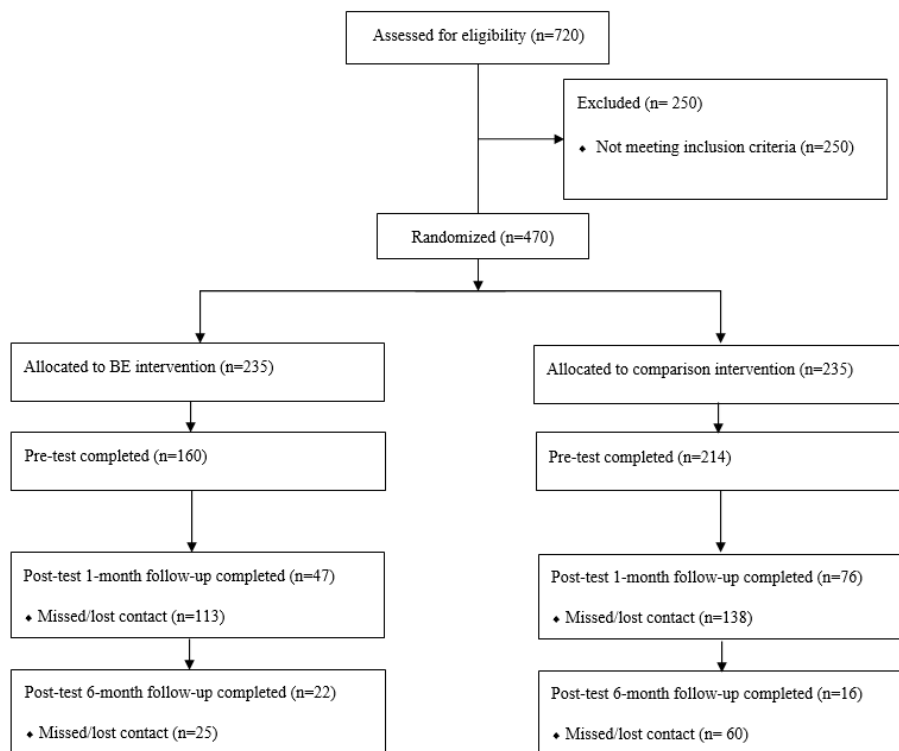 Assessed for eligibility (n=720)
Excluded (n= 250)
⬥ Not meeting inclusion criteria (n=250)
Randomized (n=470)
Allocated to BE intervention (n=235)
Allocated to comparison intervention (n=235)
Pre-test completed (n=160)
Pre-test completed (n=214)
Post-test 1-month follow-up completed (n=47)
⬥ Missed/lost contact (n=113)
Post-test 1-month follow-up completed (n=76)
⬥ Missed/lost contact (n=138)
Post-test 6-month follow-up completed (n=22)
⬥ Missed/lost contact (n=25)
Post-test 6-month follow-up completed (n=16)
⬥ Missed/lost contact (n= 60)